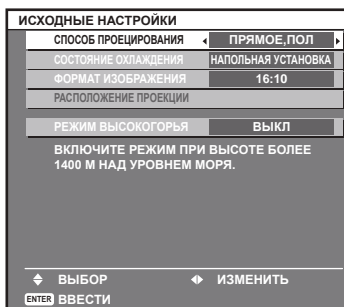 ИСХОДНЫЕ НАСТРОЙКИ
СПОСОБ ПРОЕЦИРОВАНИЯ ПРЯМОЕ,ПОЛ
СОСТОЯНИЕ ОХЛАЖДЕНИЯ НАПОЛЬНАЯ УСТАНОВКА
ФОРМАТ ИЗОБРАЖЕНИЯ 16:10
РАСПОЛОЖЕНИЕ ПРОЕКЦИИ
РЕЖИМ ВЫСОКОГОРЬЯ ВЫКЛ
ВКЛЮЧИТЕ РЕЖИМ ПРИ ВЫСОТЕ БОЛЕЕ
1400 М НАД УРОВНЕМ МОРЯ.
ВЫБОР ИЗМЕНИТЬ
ENTER ВВЕСТИ